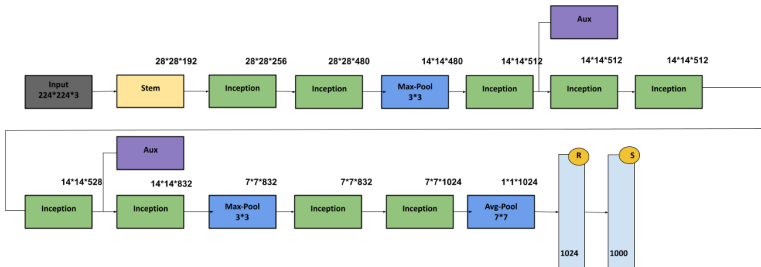 Aux
28*28*192
28*28*256
28*28*480
14*14*480
14*14*512
14*14*512
14*14*512
Input
224*224*3
Stem
Inception
Inception
Max-Pool
3*3
Inception
Inception
Inception
Aux
R
S
14*14*528
14*14*832
7*7*832
7*7*832
7*7*1024
1*1*1024
Inception
Inception
Max-Pool
3*3
Inception
Inception
Avg-Pool
7*7
1024
1000